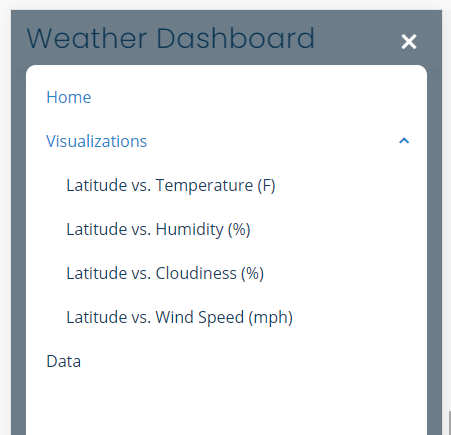 Weather Dashboard
Home
Visualizations
Latitude vs. Temperature (F)
Latitude vs. Humidity (%)
Latitude vs. Cloudiness (%)
Latitude vs. Wind Speed (mph)
Data